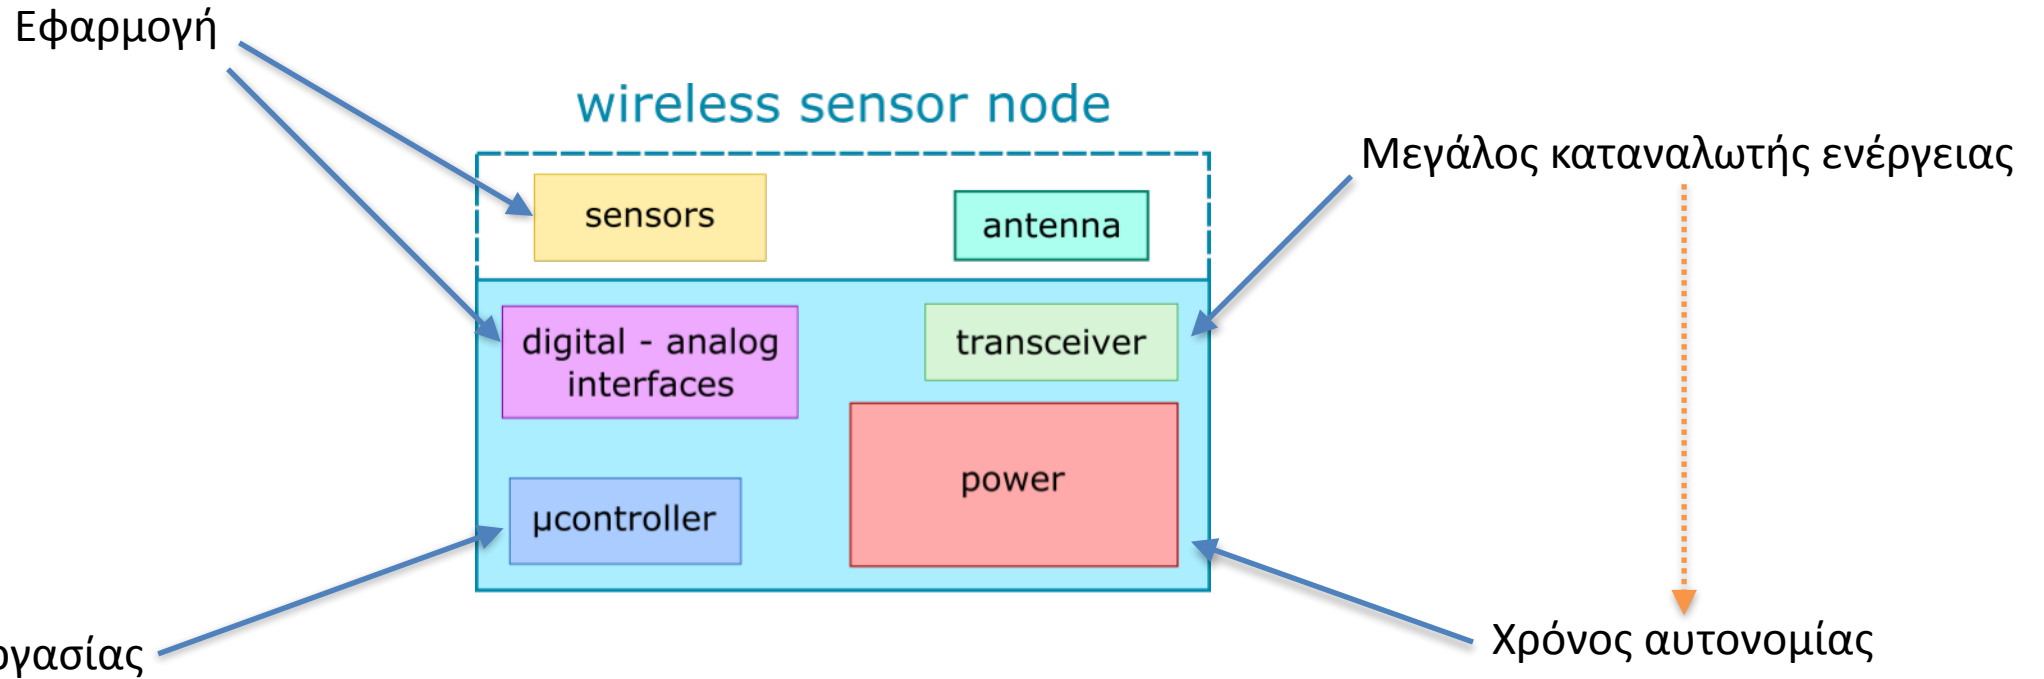 Εφαρμογή
wireless sensor node
Μεγάλος καταναλωτής ενέργειας
sensors
antenna
digital - analog
interfaces
transceiver
power
μcontroller
Χρόνος αυτονομίας